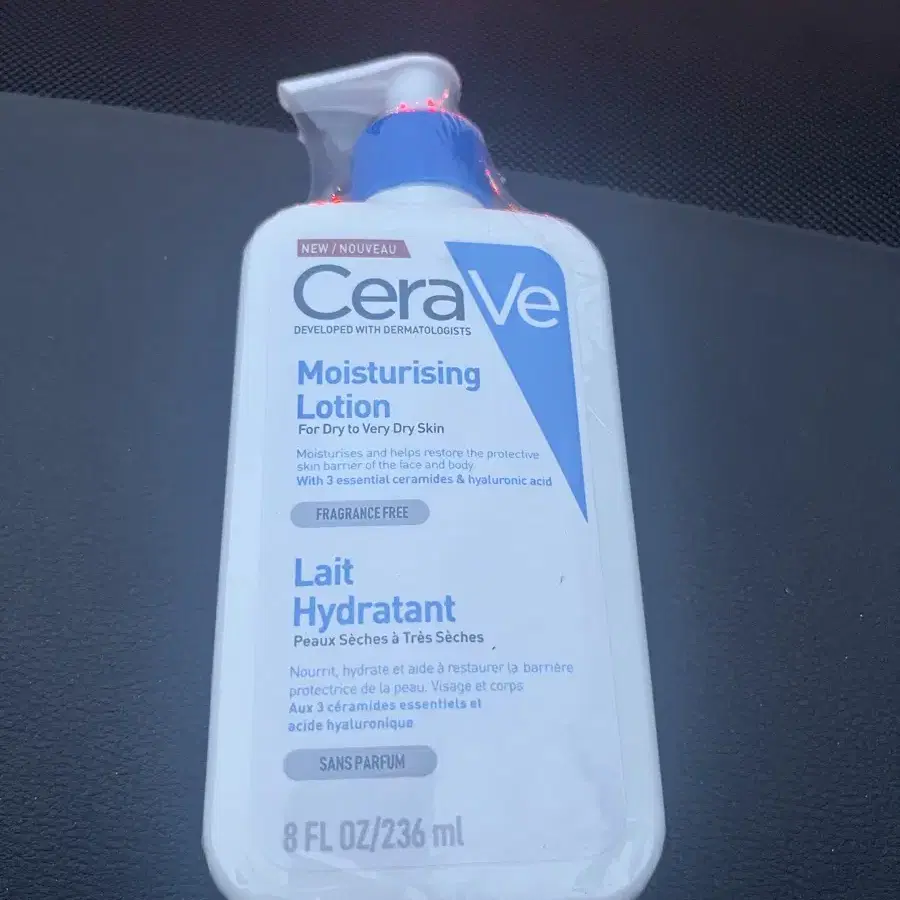 NEW / NOUVEAU
CeraVe
DEVELOPED WITH DERMATOLOGISTS
Moisturising
Lotion
For Dry to Very Dry Skin
Moisturises and helps restore the protective
skin barrier of the face and body
With 3 essential ceramides & hyaluronic acid
FRAGRANCE FREE
Lait
Hydratant
Peaux Sèches à Très Sèches
Nourrit, hydrate et aide à restaurer la barrière
protectrice de la peau. Visage et corps
Aux 3 céramides essentiels et
acide hyaluronique
SANS PARFUM
8 FL OZ/236 ml